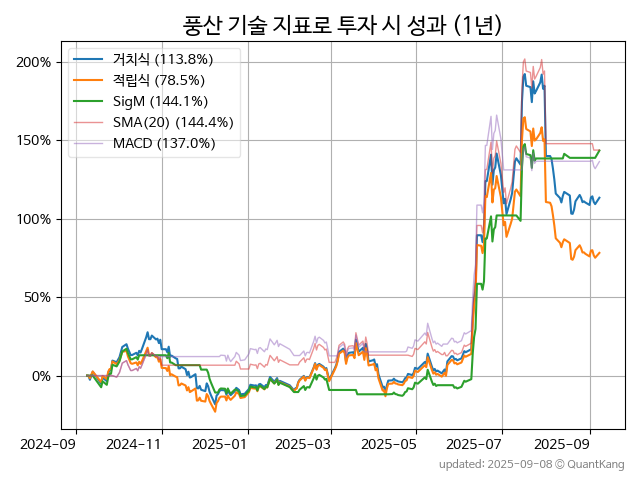 풍산 기술 지표로 투자 시 성과 (1년)
거치식 (113.8%)
적립식 (78.5%)
SigM (144.1%)
SMA(20) (144.4%)
MACD (137.0%)
200%
150%
100%
50%
0%
2024-09 2024-11 2025-01 2025-03 2025-05 2025-07 2025-09
updated: 2025-09-08 © QuantKang